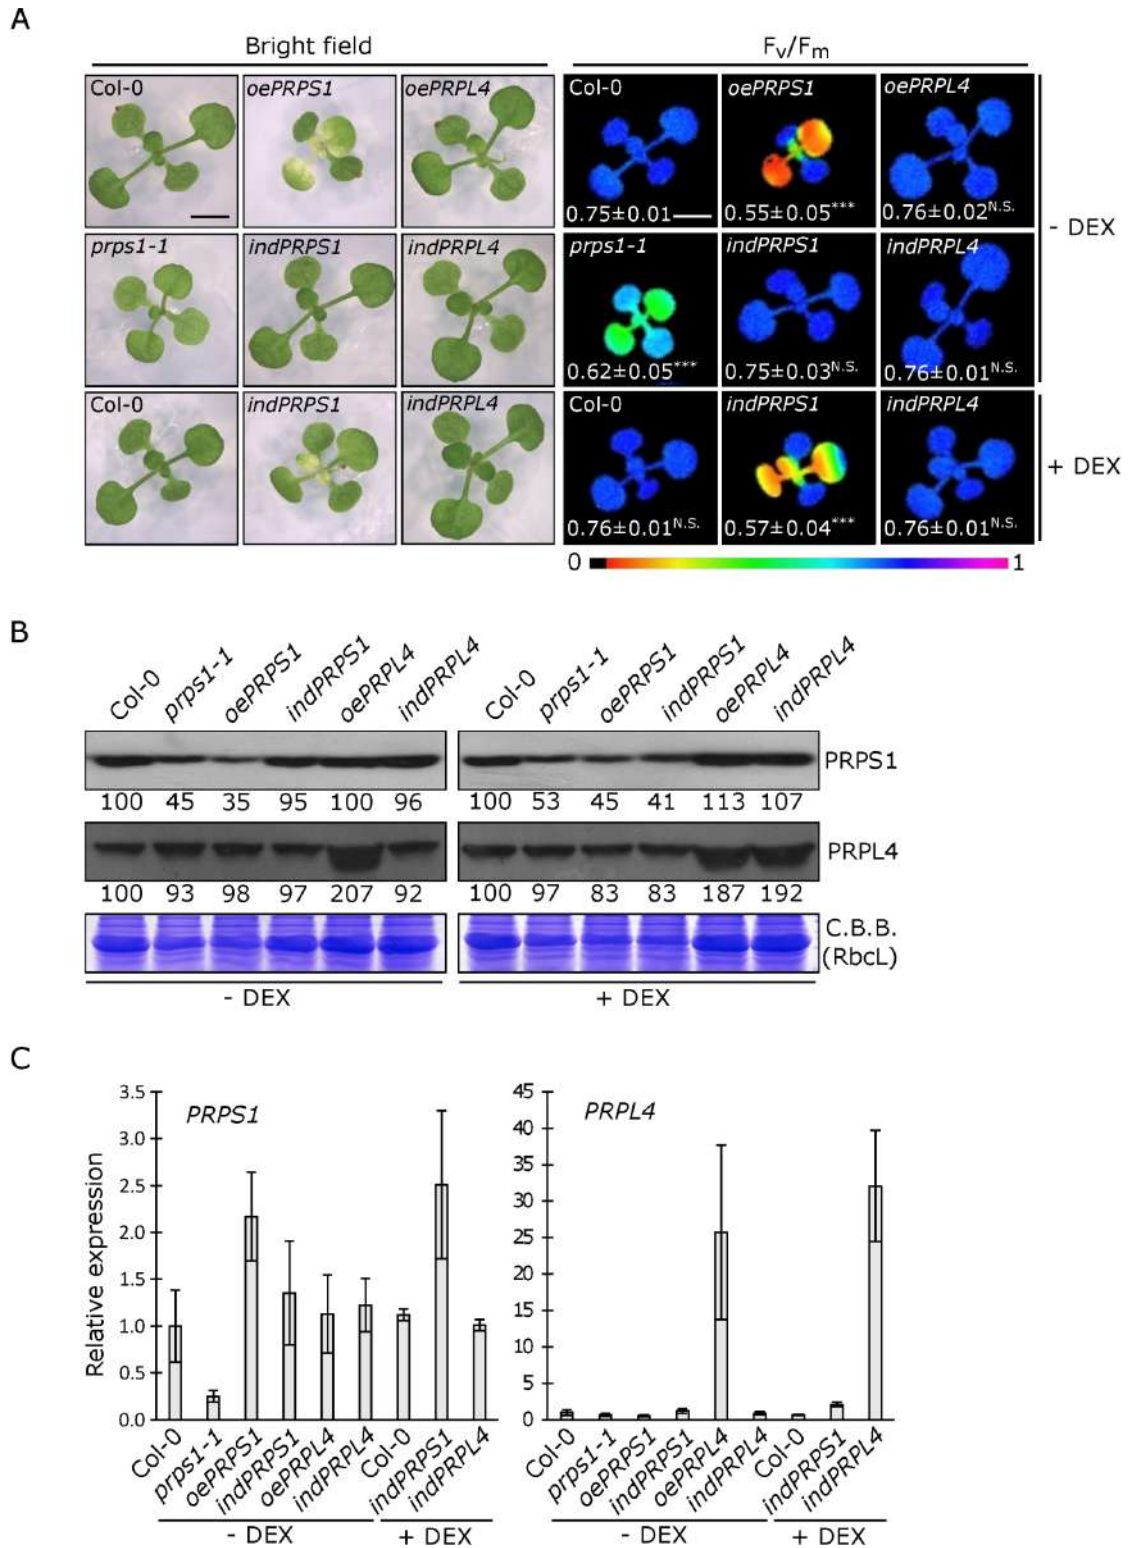 A
Bright field
Fv/Fm
Col-0 oePRPS1 oePRPL4 Col-0 oePRPS1 oePRPL4
0.75±0.01 0.55±0.05*** 0.76±0.02N.S.
- DEX
prps1-1 indPRPS1 indPRPL4 prps1-1 indPRPS1 indPRPL4
0.62±0.05*** 0.75±0.03N.S. 0.76±0.01N.S.
Col-0 indPRPS1 indPRPL4 Col-0 indPRPS1 indPRPL4
+ DEX
0.76±0.01N.S. 0.57±0.04*** 0.76±0.01N.S.
0 1
B
Col-0 prps1-1 oePRPS1 indPRPS1 oePRPL4 indPRPL4 Col-0 prps1-1 oePRPS1 indPRPS1 oePRPL4 indPRPL4
PRPS1
100 45 35 95 100 96 100 53 45 41 113 107
PRPL4
100 93 98 97 207 92 100 97 83 83 187 192
C.B.B.
(RbcL)
- DEX + DEX
C
PRPS1
Relative expression
3.5
3.0
2.5
2.0
1.5
1.0
0.5
0.0
Col-0 prps1-1 oePRPS1 indPRPS1 oePRPL4 indPRPL4 Col-0 indPRPS1 indPRPL4
- DEX + DEX
PRPL4
45
40
35
30
25
20
15
10
5
0
Col-0 prps1-1 oePRPS1 indPRPS1 oePRPL4 indPRPL4 Col-0 indPRPS1 indPRPL4
- DEX + DEX